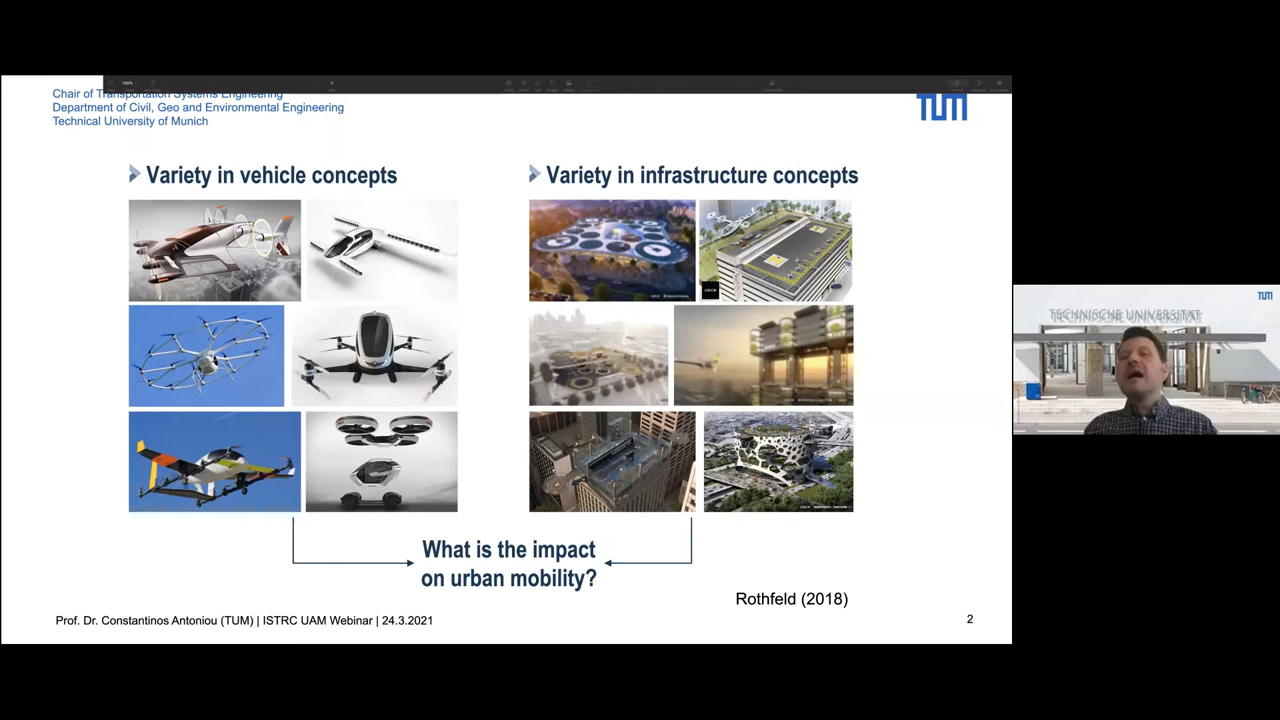 133%
Chair of Transportation Systems Engineering
Department of Civil, Geo and Environmental Engineering
Technical University of Munich
TUM
Variety in vehicle concepts
Variety in infrastructure concepts
UBER
What is the impact
on urban mobility?
Rothfeld (2018)
Prof. Dr. Constantinos Antoniou (TUM) | ISTRC UAM Webinar | 24.3.2021
2
TUM
TECHNISCHE UNIVERSITÄT